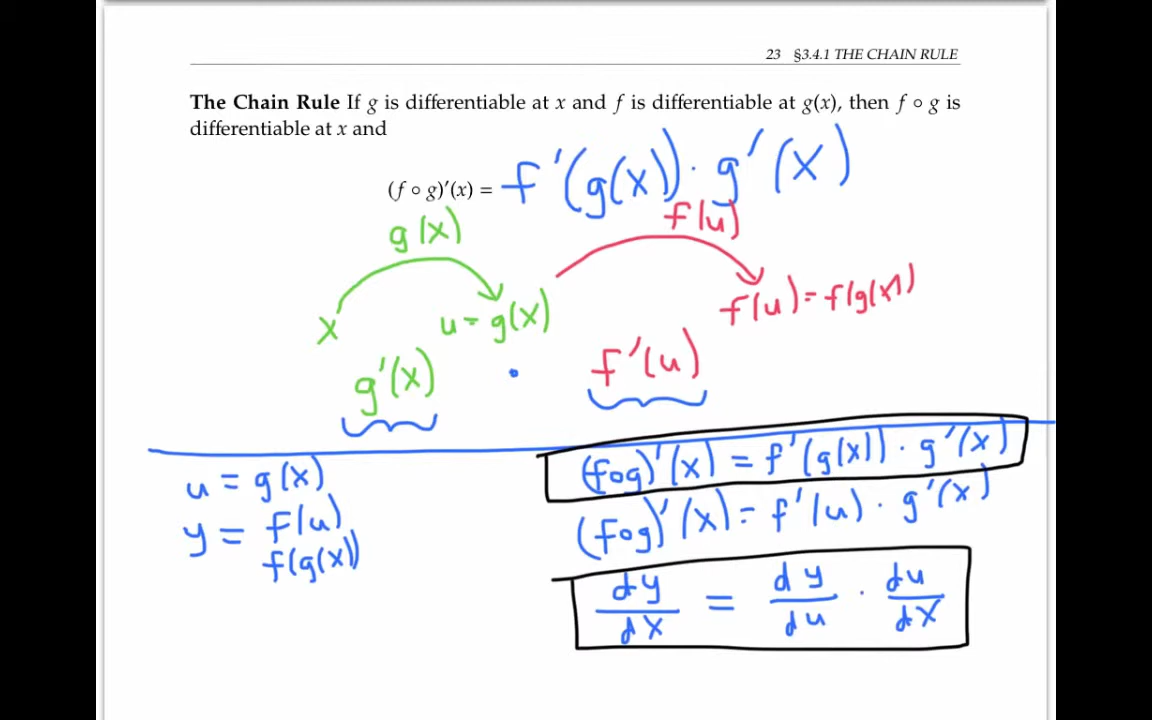 23 §3.4.1 THE CHAIN RULE
The Chain Rule If g is differentiable at x and f is differentiable at g(x), then f ∘ g is
differentiable at x and
(f ∘ g)′(x) = f′(g(x)) · g′(x)
g(x) f(u)
x u = g(x) f(u) = f(g(x))
g′(x) · f′(u)
u = g(x)
y = f(u)
f(g(x))
(f∘g)′(x) = f′(g(x)) · g′(x)
(f∘g)′(x) = f′(u) · g′(x)
dy/dx = dy/du · du/dx